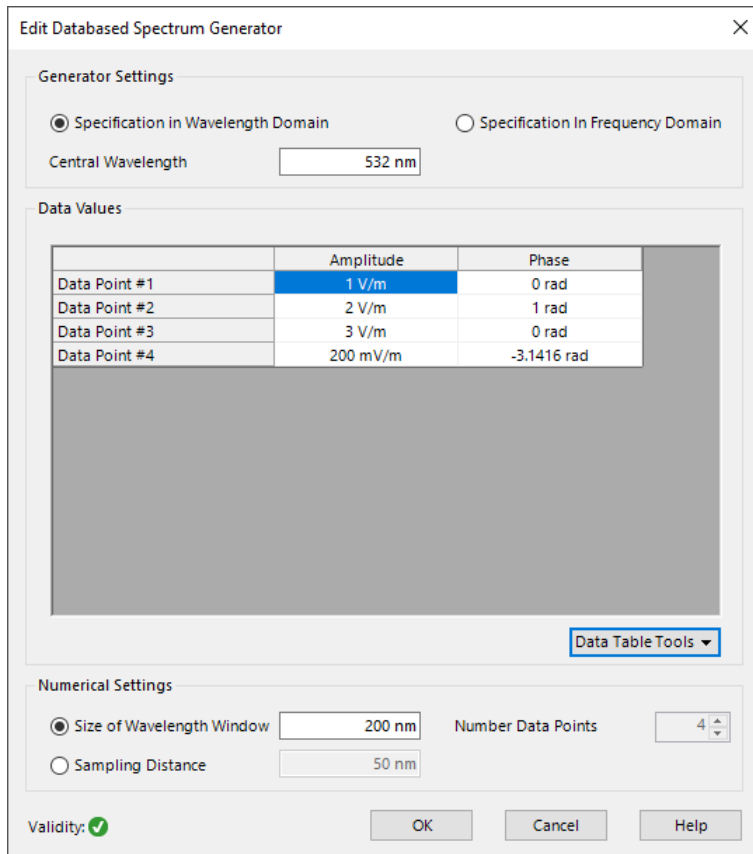 Edit Databased Spectrum Generator
Generator Settings
Specification in Wavelength Domain Specification In Frequency Domain
Central Wavelength 532 nm
Data Values
Amplitude Phase
Data Point #1 1 V/m 0 rad
Data Point #2 2 V/m 1 rad
Data Point #3 3 V/m 0 rad
Data Point #4 200 mV/m -3.1416 rad
Data Table Tools
Numerical Settings
Size of Wavelength Window 200 nm Number Data Points 4
Sampling Distance 50 nm
Validity: OK Cancel Help